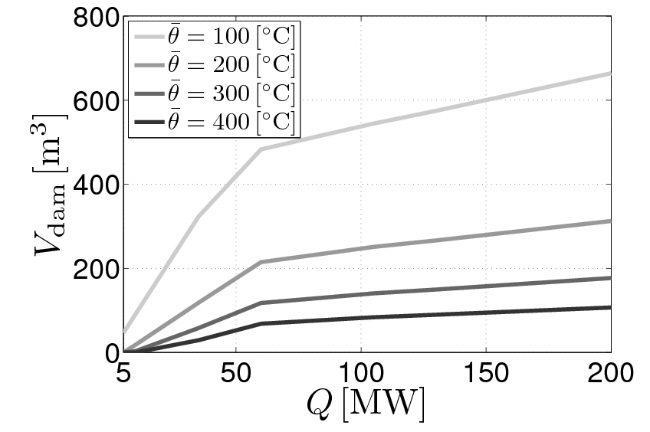 800
600
400
200
0
V_dam [m³]
θ̄ = 100 [°C]
θ̄ = 200 [°C]
θ̄ = 300 [°C]
θ̄ = 400 [°C]
5 50 100 150 200
Q [MW]